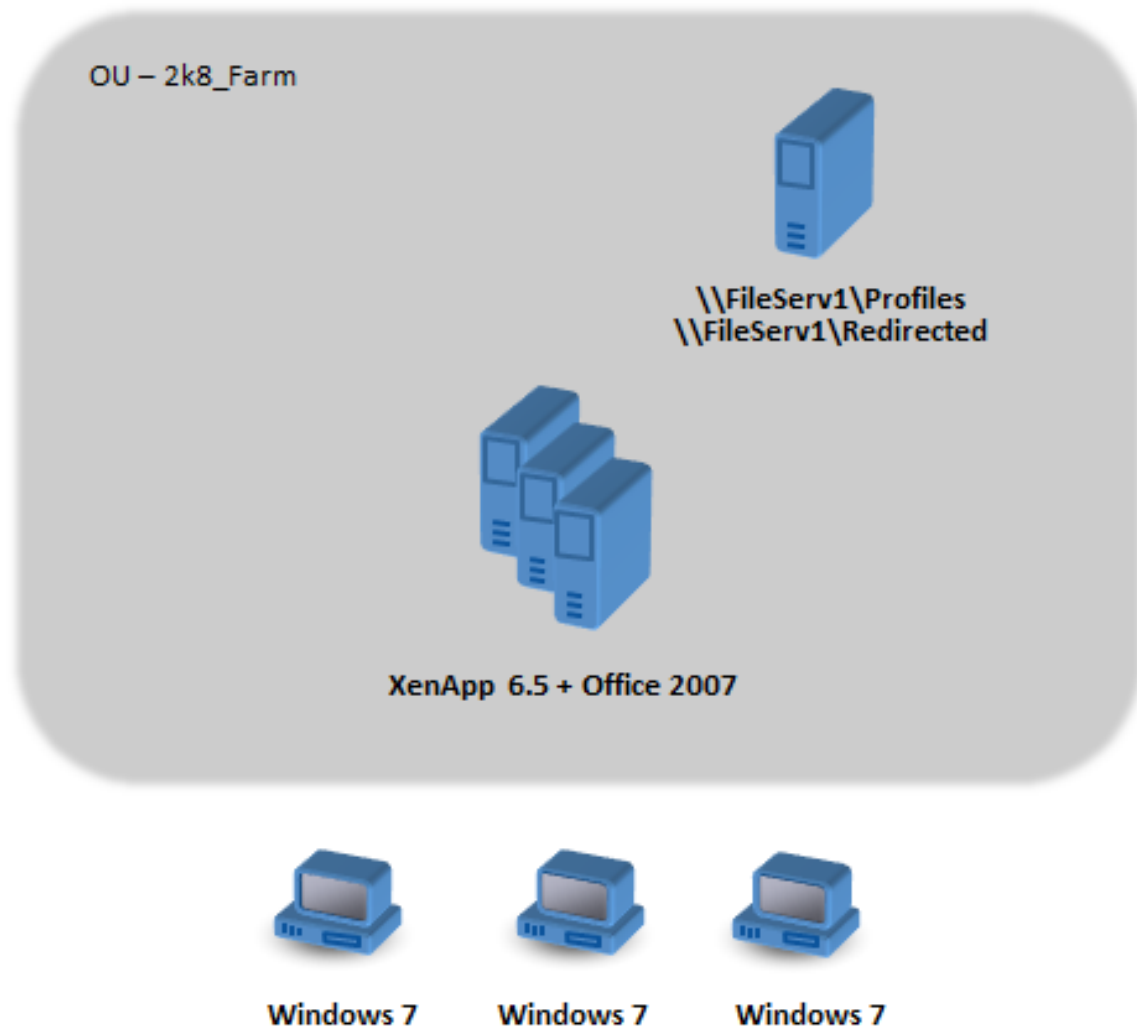 OU – 2k8_Farm
\\FileServ1\Profiles
\\FileServ1\Redirected
XenApp 6.5 + Office 2007
Windows 7
Windows 7
Windows 7